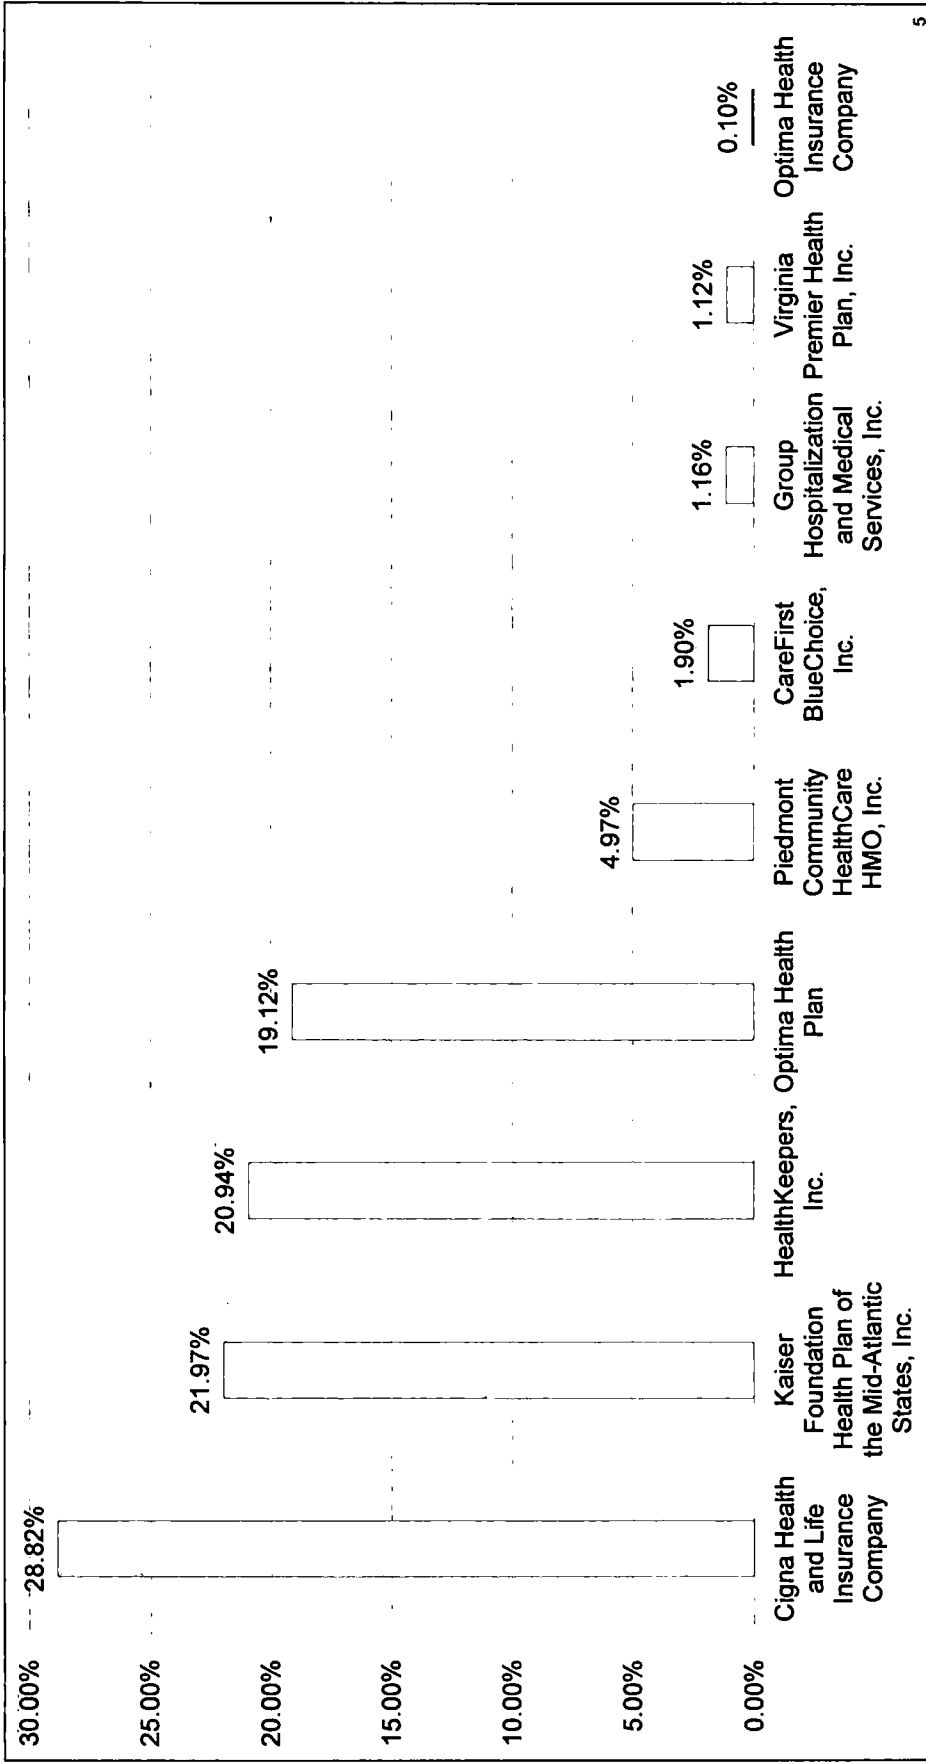 30.00%
25.00%
20.00%
15.00%
10.00%
5.00%
0.00%
28.82%
21.97%
20.94%
19.12%
4.97%
1.90%
1.16%
1.12%
0.10%
Cigna Health
and Life
Insurance
Company
Kaiser
Foundation
Health Plan of
the Mid-Atlantic
States, Inc.
HealthKeepers,
Inc.
Optima Health
Plan
Piedmont
Community
HealthCare
HMO, Inc.
CareFirst
BlueChoice,
Inc.
Group
Hospitalization
and Medical
Services, Inc.
Virginia
Premier Health
Plan, Inc.
Optima Health
Insurance
Company
5